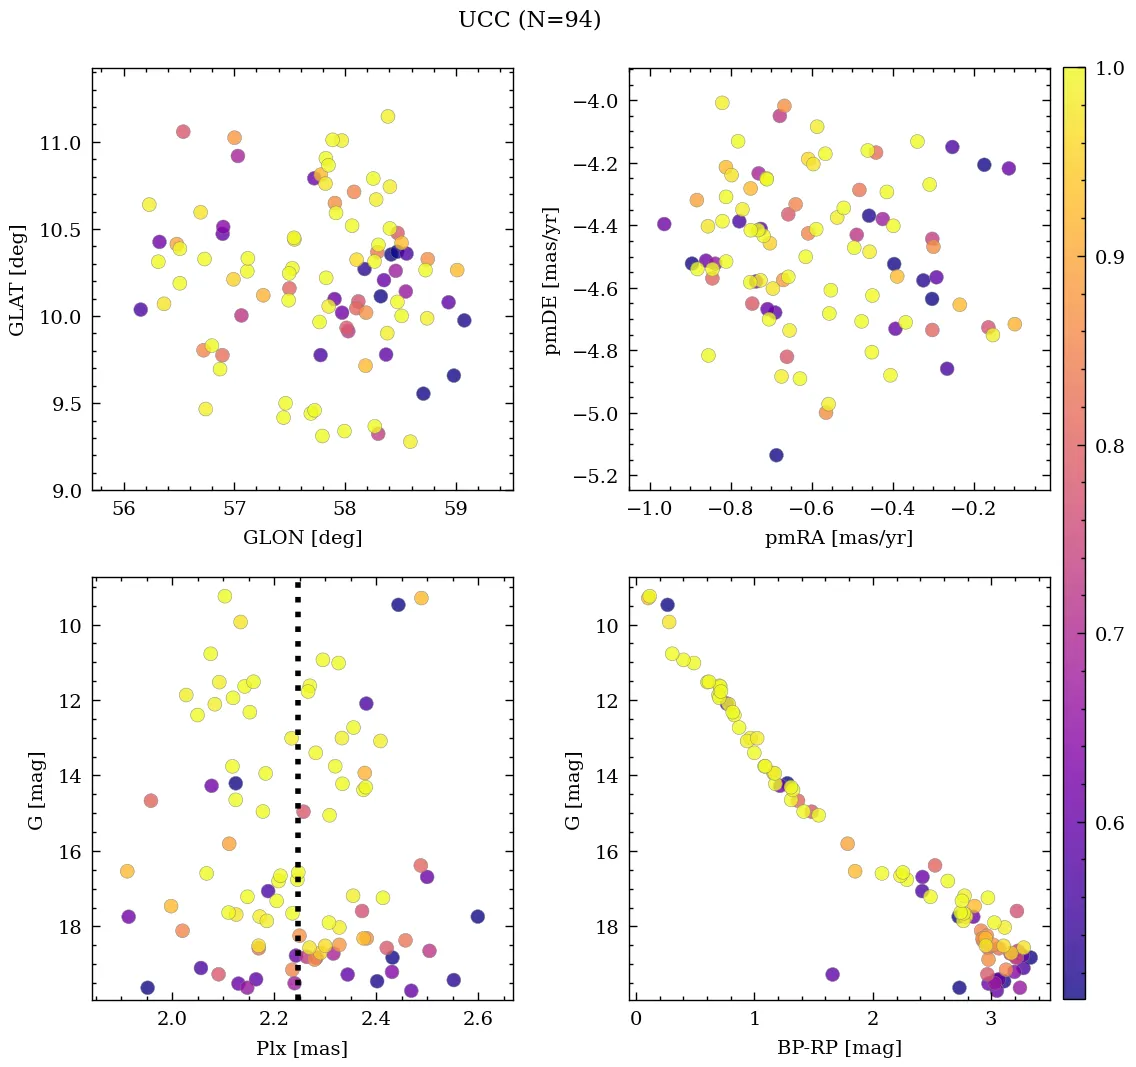 UCC (N=94)
11.0
10.5
10.0
9.5
9.0
GLAT [deg]
56 57 58 59
GLON [deg]
−4.0
−4.2
−4.4
−4.6
−4.8
−5.0
−5.2
pmDE [mas/yr]
−1.0 −0.8 −0.6 −0.4 −0.2
pmRA [mas/yr]
1.0
0.9
0.8
0.7
0.6
10
12
14
16
18
G [mag]
2.0 2.2 2.4 2.6
Plx [mas]
10
12
14
16
18
G [mag]
0 1 2 3
BP-RP [mag]